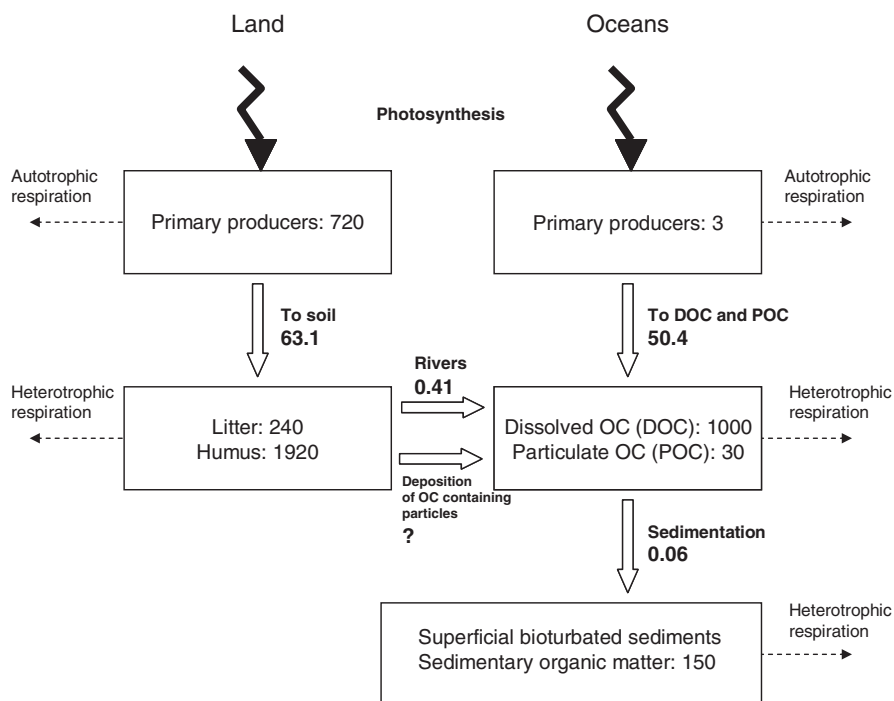 Land
Oceans
Photosynthesis
Autotrophic
respiration
Primary producers: 720
Primary producers: 3
Autotrophic
respiration
To soil
63.1
To DOC and POC
50.4
Rivers
0.41
Heterotrophic
respiration
Litter: 240
Humus: 1920
Dissolved OC (DOC): 1000
Particulate OC (POC): 30
Heterotrophic
respiration
Deposition
of OC containing
particles
?
Sedimentation
0.06
Superficial bioturbated sediments
Sedimentary organic matter: 150
Heterotrophic
respiration